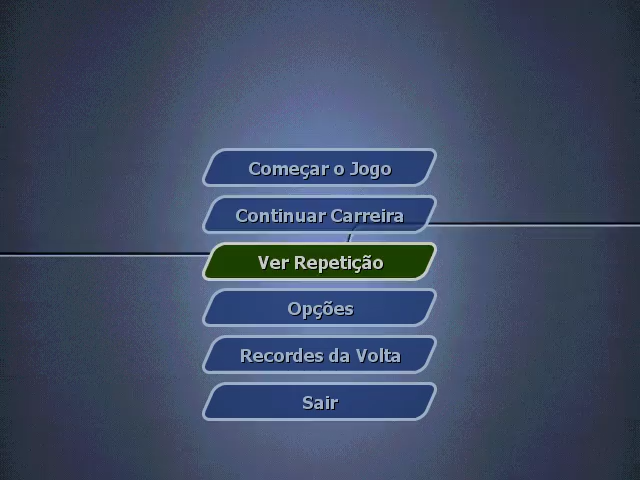 Começar o Jogo
Continuar Carreira
Ver Repetição
Opções
Recordes da Volta
Sair